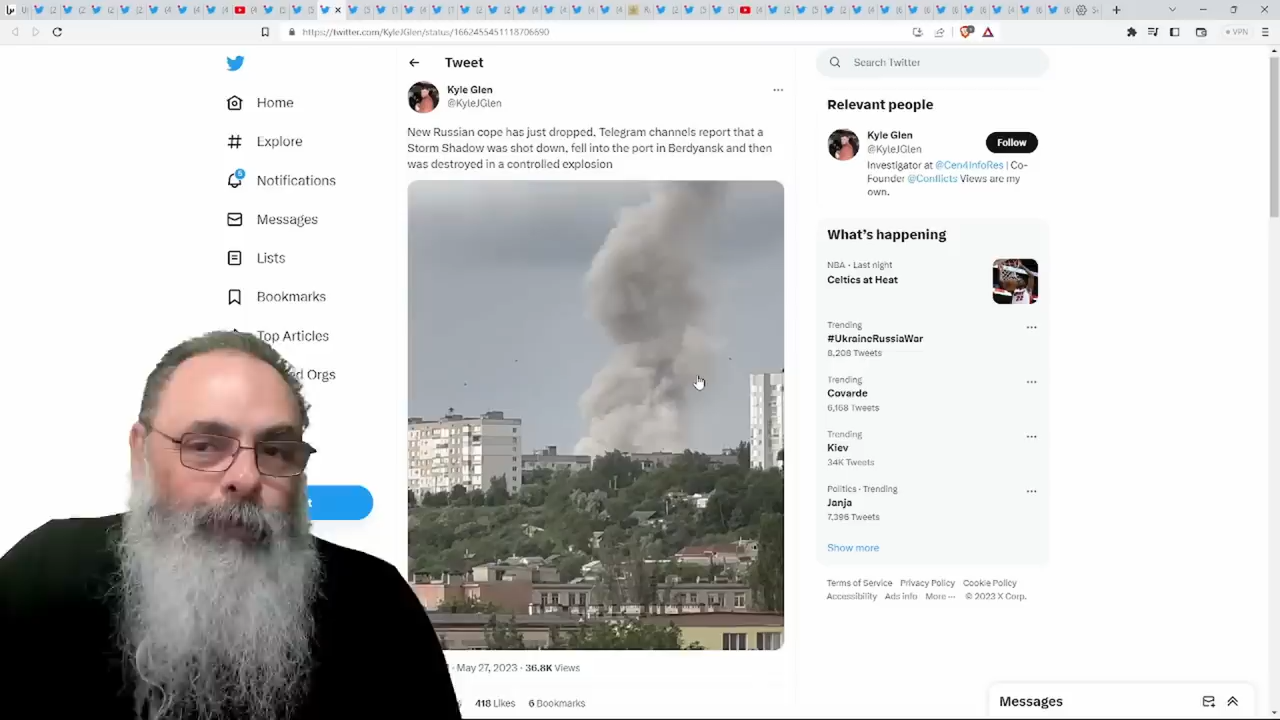 https://twitter.com/KyleJGlen/status/1662455451118706690
VPN
Home
Explore
6
Notifications
Messages
Lists
Bookmarks
Top Articles
Orgs
Tweet
Kyle Glen
@KyleJGlen
New Russian cope has just dropped. Telegram channels report that a
Storm Shadow was shot down, fell into the port in Berdyansk and then
was destroyed in a controlled explosion
· May 27, 2023 · 36.8K Views
418 Likes 6 Bookmarks
Search Twitter
Relevant people
Kyle Glen
@KyleJGlen
Follow
Investigator at @Cen4InfoRes | Co-
Founder @Conflicts Views are my
own.
What's happening
NBA · Last night
Celtics at Heat
Trending
#UkraineRussiaWar
8,208 Tweets
Trending
Covarde
6,168 Tweets
Trending
Kiev
34K Tweets
Politics · Trending
Janja
7,395 Tweets
Show more
Terms of Service Privacy Policy Cookie Policy
Accessibility Ads info More ··· © 2023 X Corp.
Messages